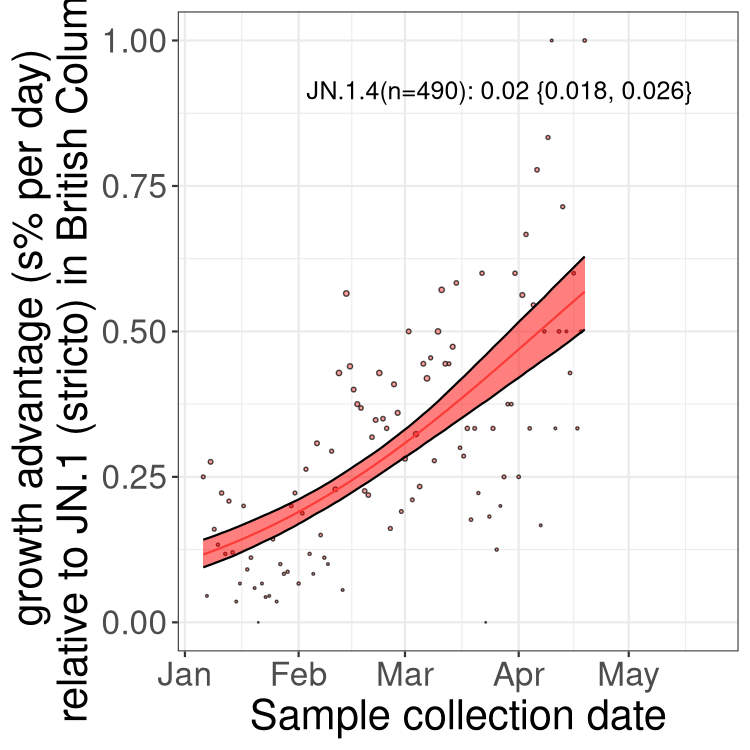 growth advantage (s% per day)
relative to JN.1 (stricto) in British Colum
1.00
0.75
0.50
0.25
0.00
JN.1.4(n=490): 0.02 {0.018, 0.026}
Jan Feb Mar Apr May
Sample collection date